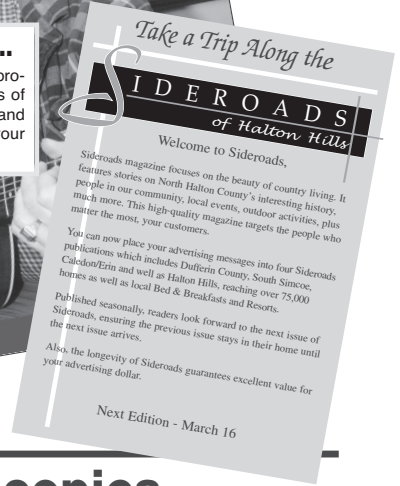 ..
pro-
s of
and
your
Take a Trip Along the
SIDEROADS
of Halton Hills
Welcome to Sideroads,
Sideroads magazine focuses on the beauty of country living. It
features stories on North Halton County's interesting history,
people in our community, local events, outdoor activities, plus
much more. This high-quality magazine targets the people who
matter the most, your customers.
You can now place your advertising messages into four Sideroads
publications which includes Dufferin County, South Simcoe,
Caledon/Erin and well as Halton Hills, reaching over 75,000
homes as well as local Bed & Breakfasts and Resorts.
Published seasonally, readers look forward to the next issue of
Sideroads, ensuring the previous issue stays in their home until
the next issue arrives.
Also, the longevity of Sideroads guarantees excellent value for
your advertising dollar.
Next Edition - March 16
copies